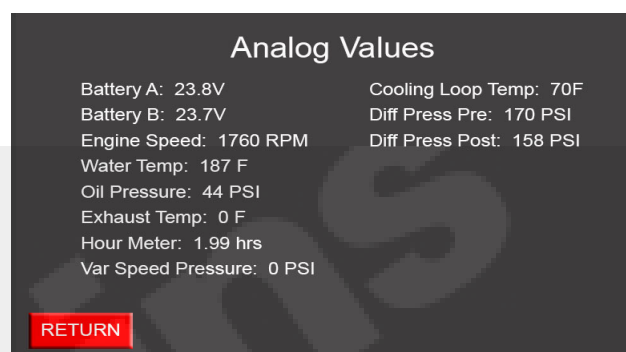 Analog Values
Battery A: 23.8V
Battery B: 23.7V
Engine Speed: 1760 RPM
Water Temp: 187 F
Oil Pressure: 44 PSI
Exhaust Temp: 0 F
Hour Meter: 1.99 hrs
Var Speed Pressure: 0 PSI
Cooling Loop Temp: 70F
Diff Press Pre: 170 PSI
Diff Press Post: 158 PSI
RETURN
ins